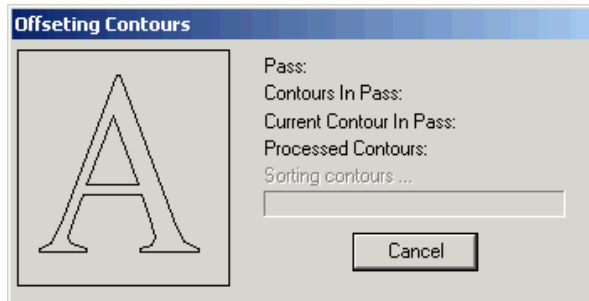 Offseting Contours
A
Pass:
Contours In Pass:
Current Contour In Pass:
Processed Contours:
Sorting contours ...
Cancel